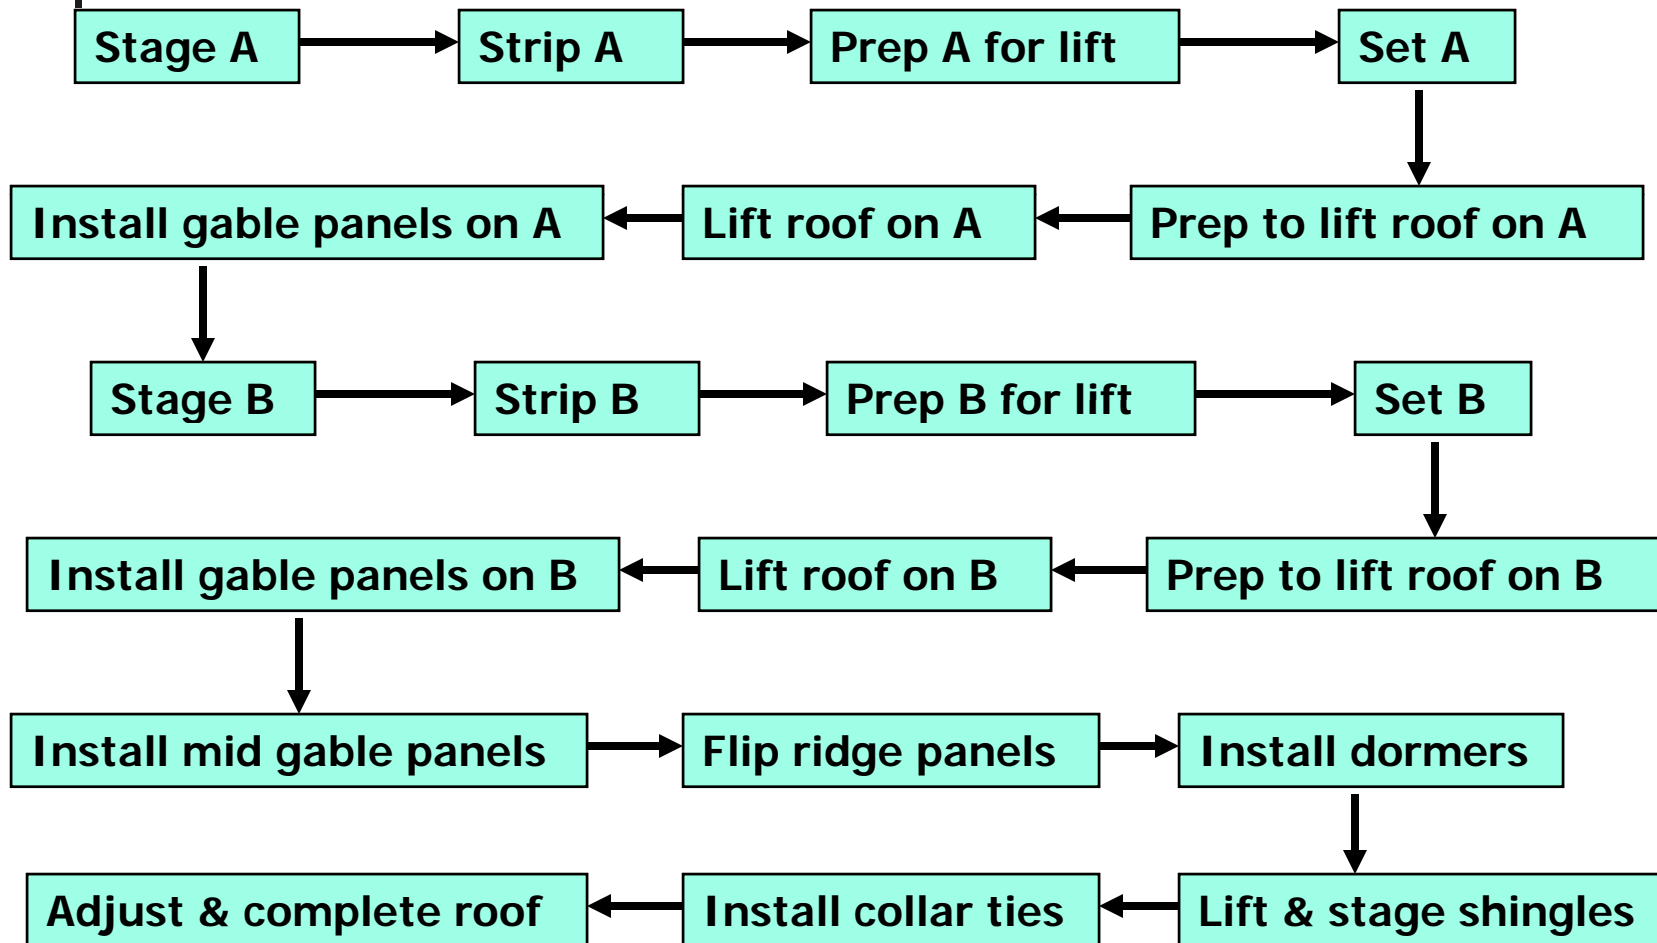 Stage A
Strip A
Prep A for lift
Set A
Prep to lift roof on A
Lift roof on A
Install gable panels on A
Stage B
Strip B
Prep B for lift
Set B
Prep to lift roof on B
Lift roof on B
Install gable panels on B
Install mid gable panels
Flip ridge panels
Install dormers
Lift & stage shingles
Install collar ties
Adjust & complete roof